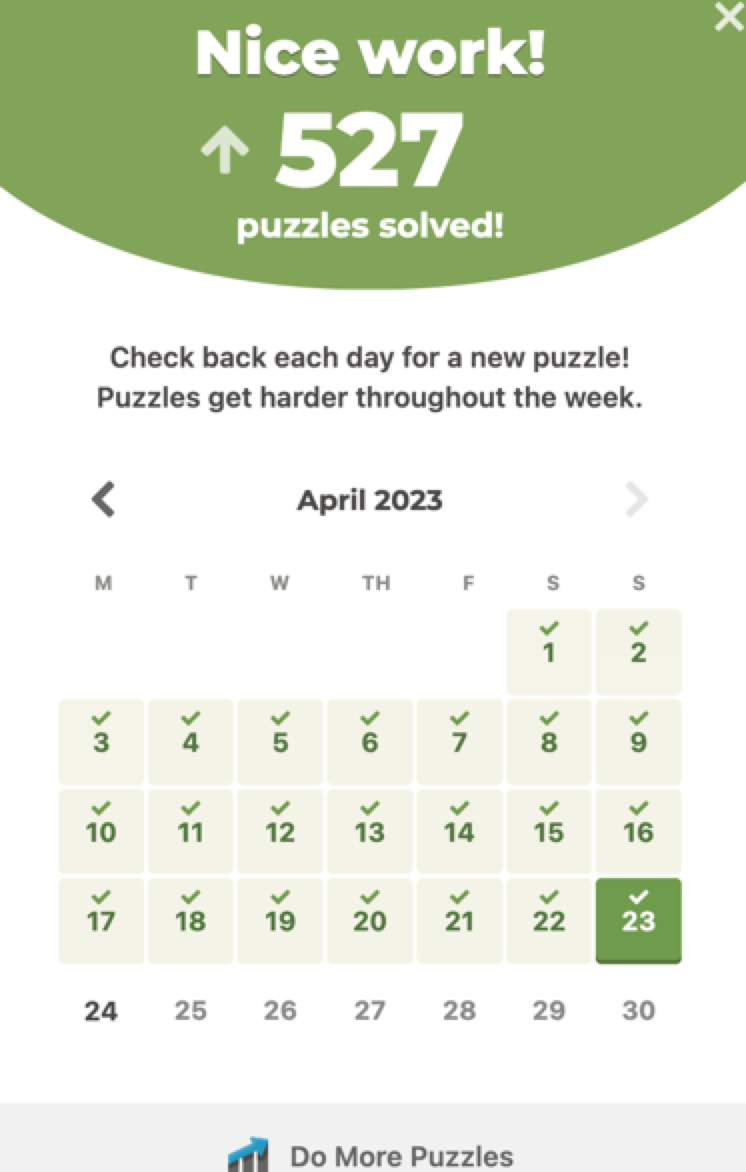 Nice work!
527
puzzles solved!
Check back each day for a new puzzle!
Puzzles get harder throughout the week.
April 2023
M T W TH F S S
1 2
3 4 5 6 7 8 9
10 11 12 13 14 15 16
17 18 19 20 21 22 23
24 25 26 27 28 29 30
Do More Puzzles